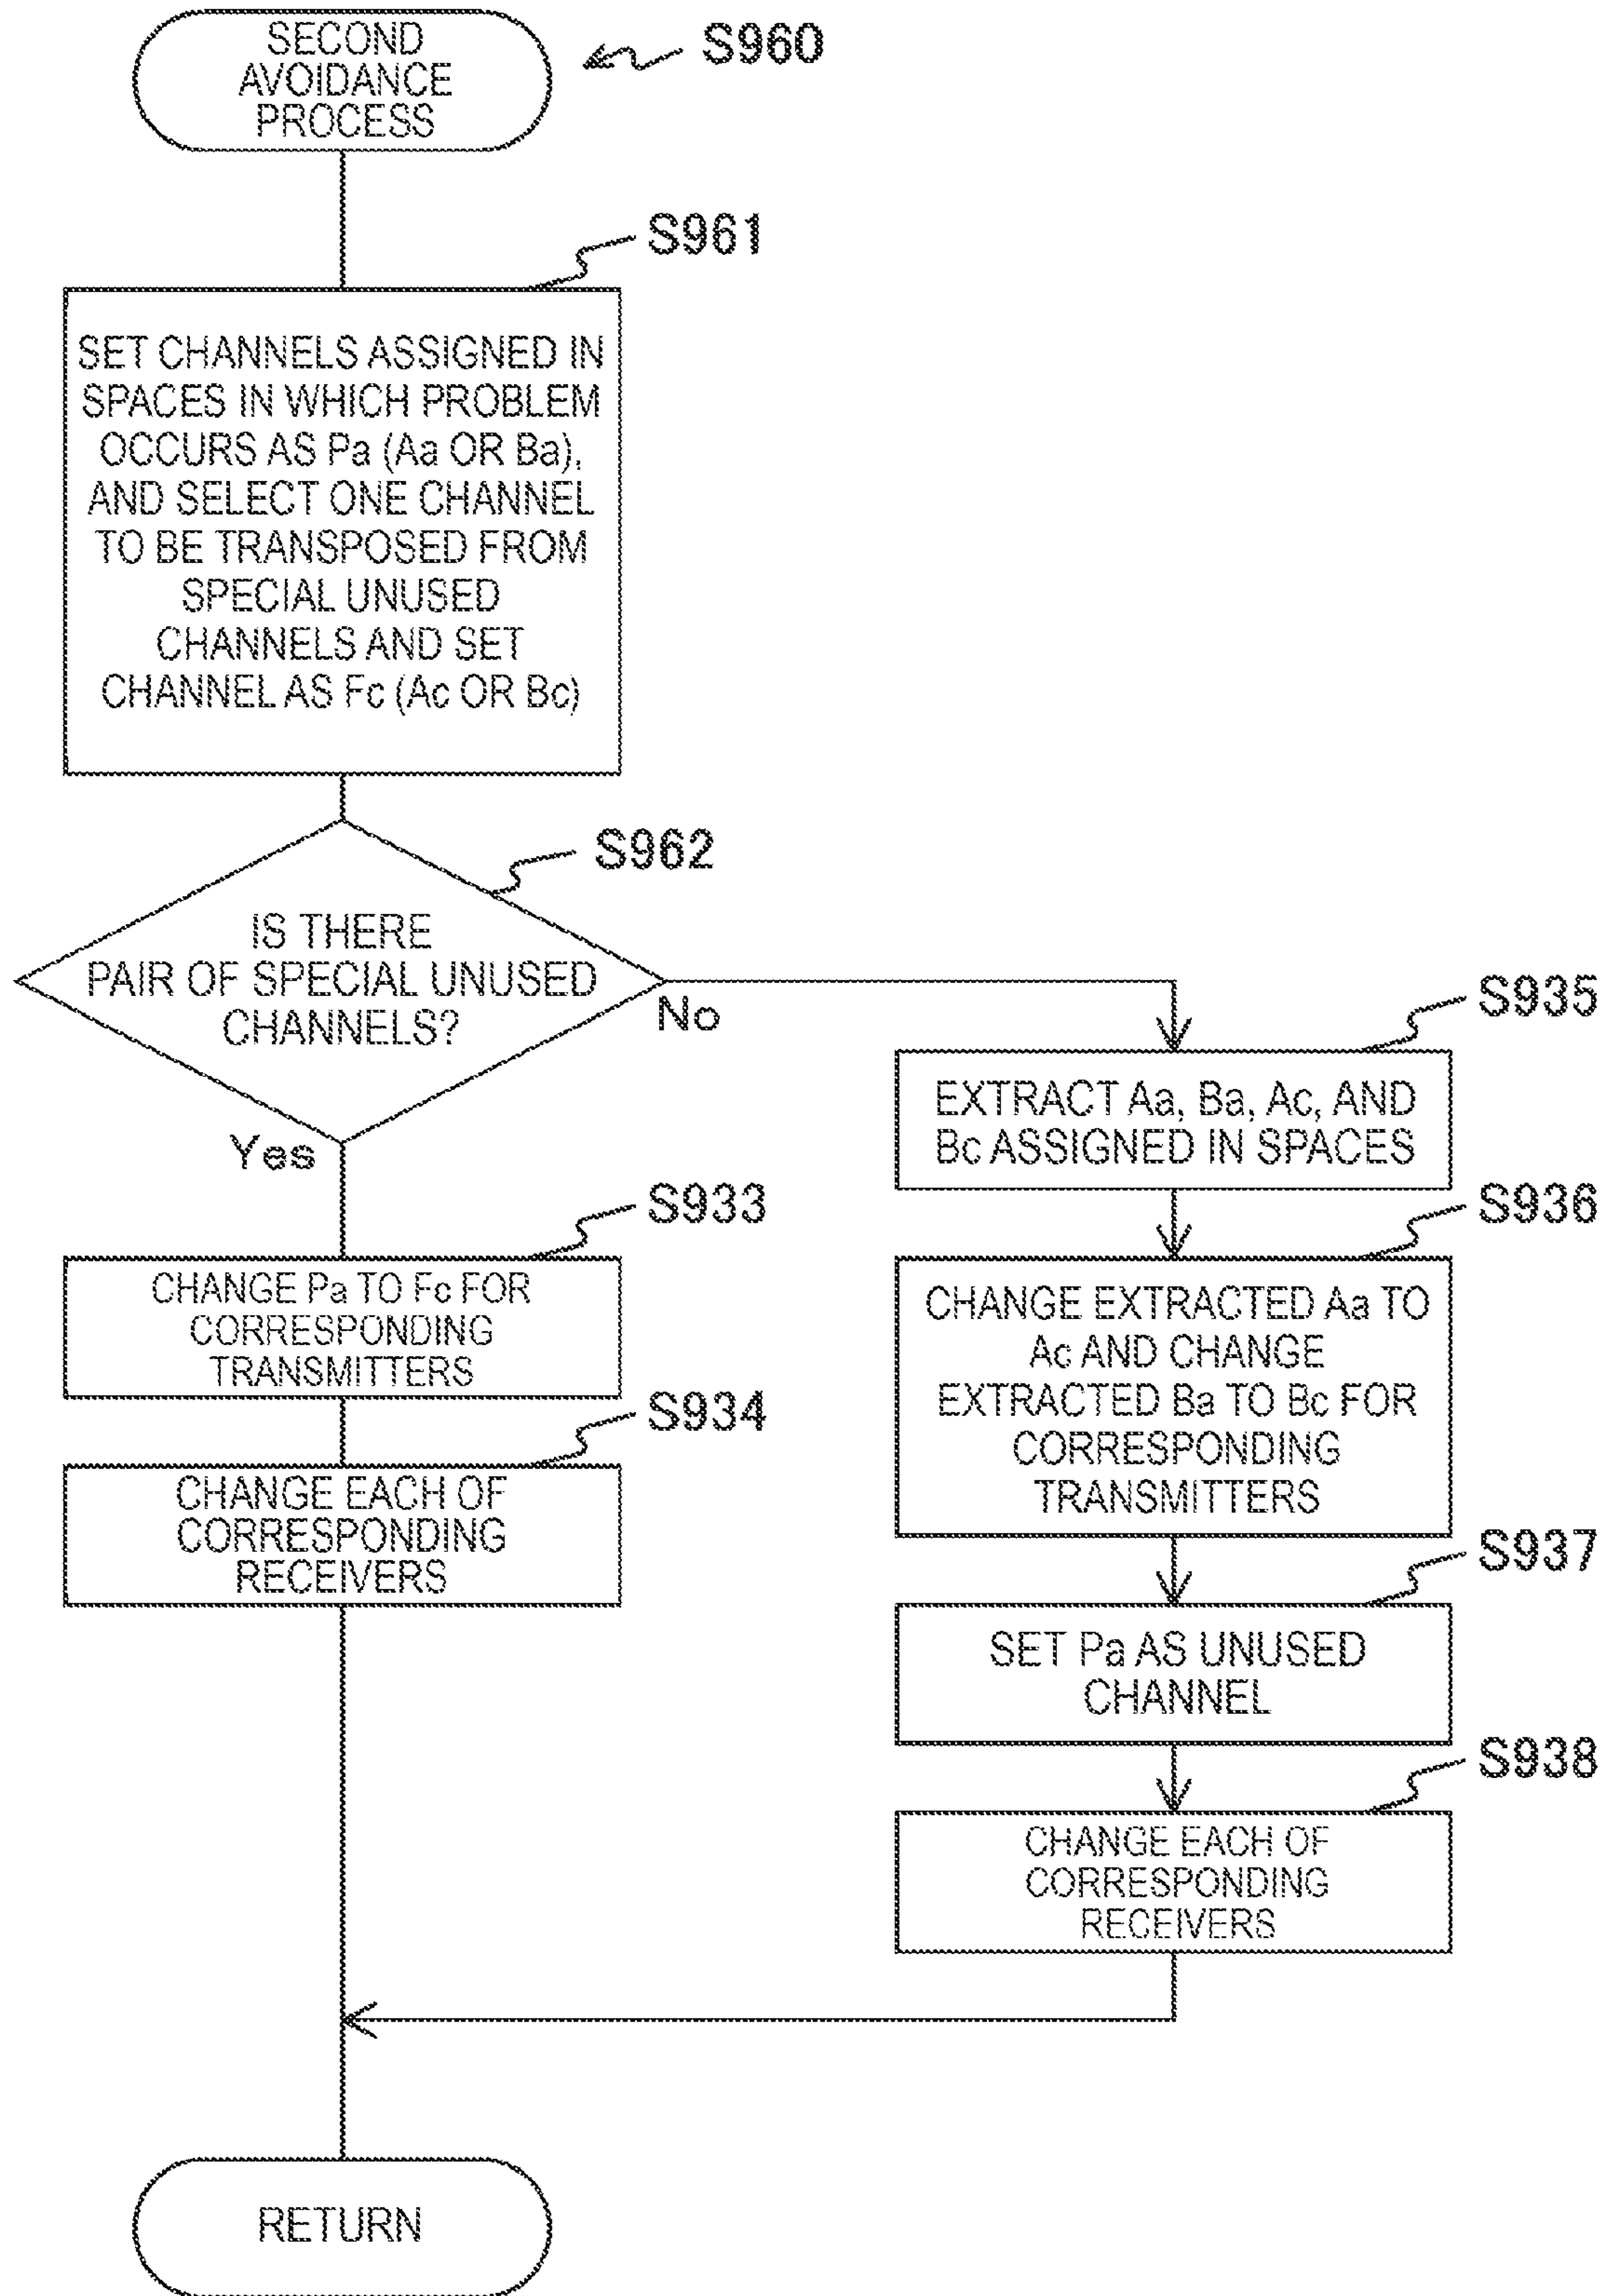 SECOND
AVOIDANCE
PROCESS
S960
S961
SET CHANNELS ASSIGNED IN
SPACES IN WHICH PROBLEM
OCCURS AS Pa (Aa OR Ba),
AND SELECT ONE CHANNEL
TO BE TRANSPOSED FROM
SPECIAL UNUSED
CHANNELS AND SET
CHANNEL AS Fc (Ac OR Bc)
S962
IS THERE
PAIR OF SPECIAL UNUSED
CHANNELS?
No
Yes
S933
CHANGE Pa TO Fc FOR
CORRESPONDING
TRANSMITTERS
S934
CHANGE EACH OF
CORRESPONDING
RECEIVERS
S935
EXTRACT Aa, Ba, Ac, AND
Bc ASSIGNED IN SPACES
S936
CHANGE EXTRACTED Aa TO
Ac AND CHANGE
EXTRACTED Ba TO Bc FOR
CORRESPONDING
TRANSMITTERS
S937
SET Pa AS UNUSED
CHANNEL
S938
CHANGE EACH OF
CORRESPONDING
RECEIVERS
RETURN